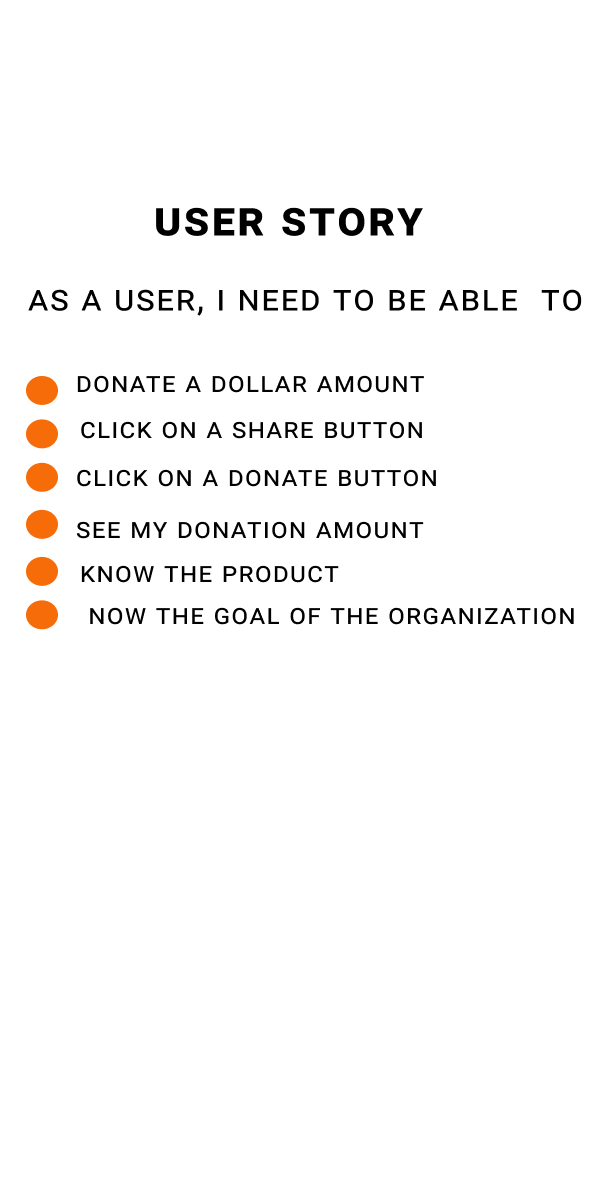 USER STORY
AS A USER, I NEED TO BE ABLE TO
DONATE A DOLLAR AMOUNT
CLICK ON A SHARE BUTTON
CLICK ON A DONATE BUTTON
SEE MY DONATION AMOUNT
KNOW THE PRODUCT
NOW THE GOAL OF THE ORGANIZATION